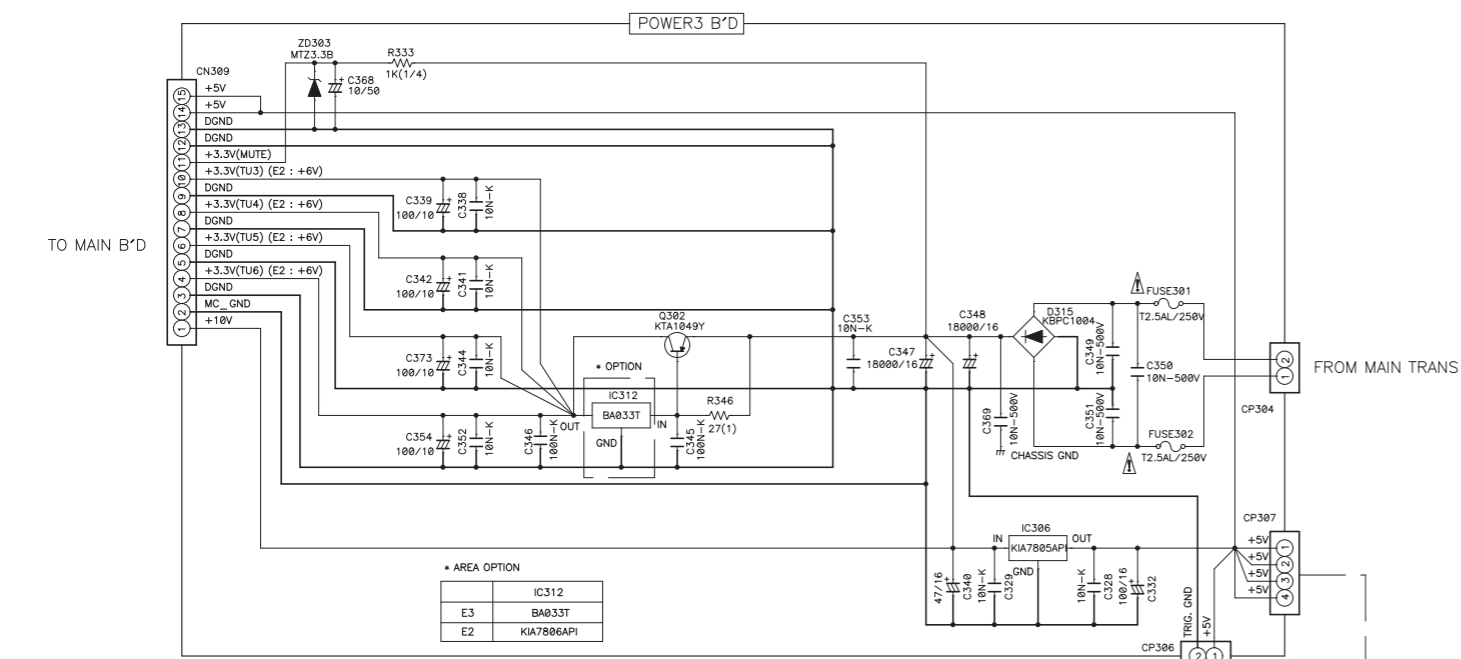 POWER3 B'D
ZD303
MTZ3.3B
R333
1K(1/4)
C368
10/50
CN309
15
+5V
14
+5V
13
DGND
12
DGND
11
+3.3V(MUTE)
10
+3.3V(TU3) (E2 : +6V)
9
DGND
8
+3.3V(TU4) (E2 : +6V)
7
DGND
6
+3.3V(TU5) (E2 : +6V)
5
DGND
4
+3.3V(TU6) (E2 : +6V)
3
DGND
2
MC_GND
1
+10V
TO MAIN B'D
C339
100/10
C338
10N-K
C342
100/10
C341
10N-K
C373
100/10
C344
10N-K
C354
100/10
C352
10N-K
C346
100N-K
Q302
KTA1049Y
* OPTION
IC312
BA033T
OUT
IN
GND
C345
100N-K
R346
27(1)
C353
10N-K
C347
18000/16
C348
18000/16
C369
10N-500V
CHASSIS GND
D315
KBPC1004
C349
10N-500V
C351
10N-500V
C350
10N-500V
FUSE301
T2.5AL/250V
FUSE302
T2.5AL/250V
2
1
CP304
FROM MAIN TRANS
IC306
IN
KIA7805API
OUT
GND
47/16
C340
10N-K
C329
10N-K
C328
100/16
C332
CP307
+5V
1
+5V
2
+5V
3
+5V
4
TRIG. GND
+5V
CP306
2
1
* AREA OPTION
IC312
E3 BA033T
E2 KIA7806API